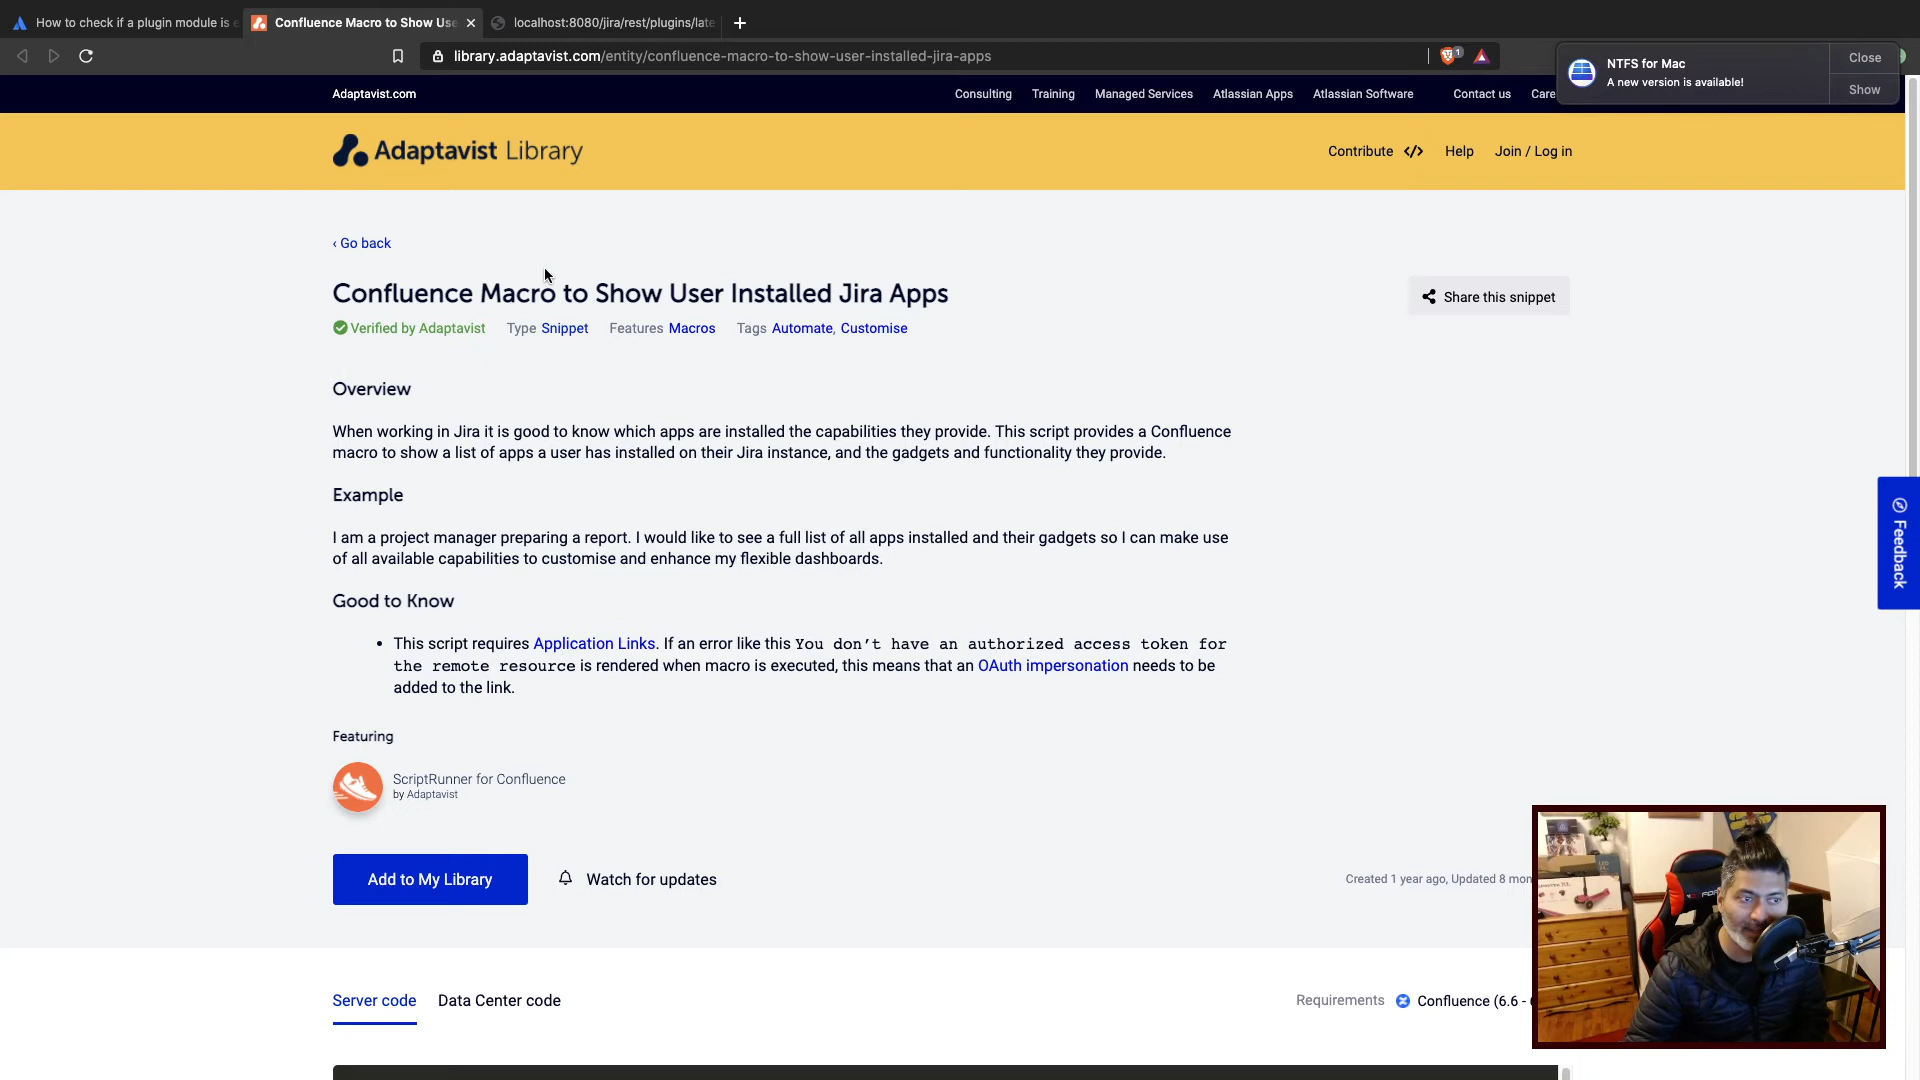 How to check if a plugin module is
Confluence Macro to Show Use
localhost:8080/jira/rest/plugins/late
library.adaptavist.com/entity/confluence-macro-to-show-user-installed-jira-apps
1
NTFS for Mac
A new version is available!
Close
Show
Adaptavist.com
Consulting
Training
Managed Services
Atlassian Apps
Atlassian Software
Contact us
Care
Adaptavist Library
Contribute </>
Help
Join / Log in
‹ Go back
Confluence Macro to Show User Installed Jira Apps
Share this snippet
Verified by Adaptavist Type Snippet Features Macros Tags Automate, Customise
Overview
When working in Jira it is good to know which apps are installed the capabilities they provide. This script provides a Confluence
macro to show a list of apps a user has installed on their Jira instance, and the gadgets and functionality they provide.
Example
I am a project manager preparing a report. I would like to see a full list of all apps installed and their gadgets so I can make use
of all available capabilities to customise and enhance my flexible dashboards.
Feedback
Good to Know
• This script requires Application Links. If an error like this You don’t have an authorized access token for
the remote resource is rendered when macro is executed, this means that an OAuth impersonation needs to be
added to the link.
Featuring
ScriptRunner for Confluence
by Adaptavist
Add to My Library
Watch for updates
Created 1 year ago, Updated 8 mon
Server code
Data Center code
Requirements
Confluence (6.6 -